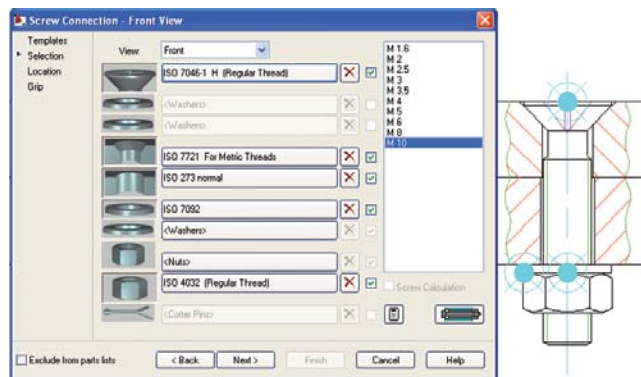 Screw Connection - Front View
Templates
Selection
Location
Grip
View:
Front
ISO 7046-1 H (Regular Thread)
<Washers>
<Washers>
ISO 7721 For Metric Threads
ISO 273 normal
ISO 7092
<Washers>
<Nuts>
ISO 4032 (Regular Thread)
<Cotter Pins>
M 1.6
M 2
M 2.5
M 3
M 3.5
M 4
M 5
M 6
M 8
M 10
Screw Calculation
Exclude from parts lists
< Back
Next >
Finish
Cancel
Help